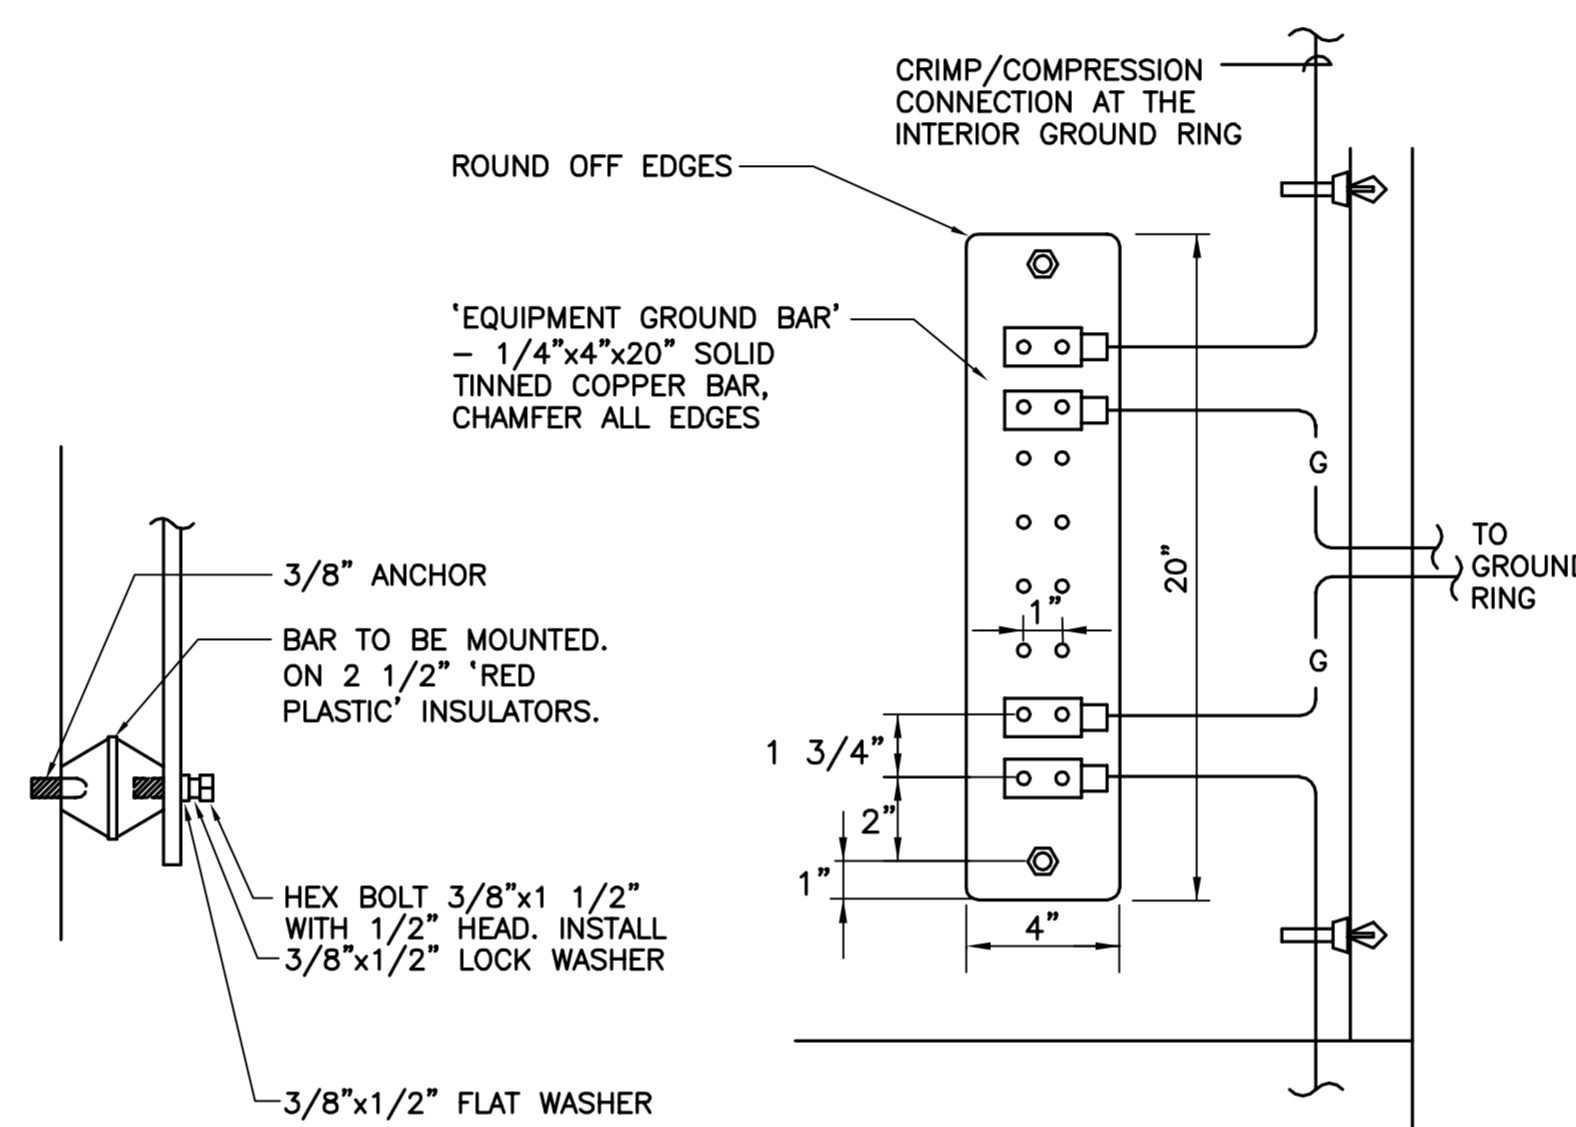 CRIMP/COMPRESSION
CONNECTION AT THE
INTERIOR GROUND RING
ROUND OFF EDGES
'EQUIPMENT GROUND BAR'
- 1/4"x4"x20" SOLID
TINNED COPPER BAR,
CHAMFER ALL EDGES
G
20"
TO
GROUND
RING
3/8" ANCHOR
1"
BAR TO BE MOUNTED.
ON 2 1/2" 'RED
PLASTIC' INSULATORS.
G
1 3/4"
2"
1"
4"
HEX BOLT 3/8"x1 1/2"
WITH 1/2" HEAD. INSTALL
3/8"x1/2" LOCK WASHER
3/8"x1/2" FLAT WASHER